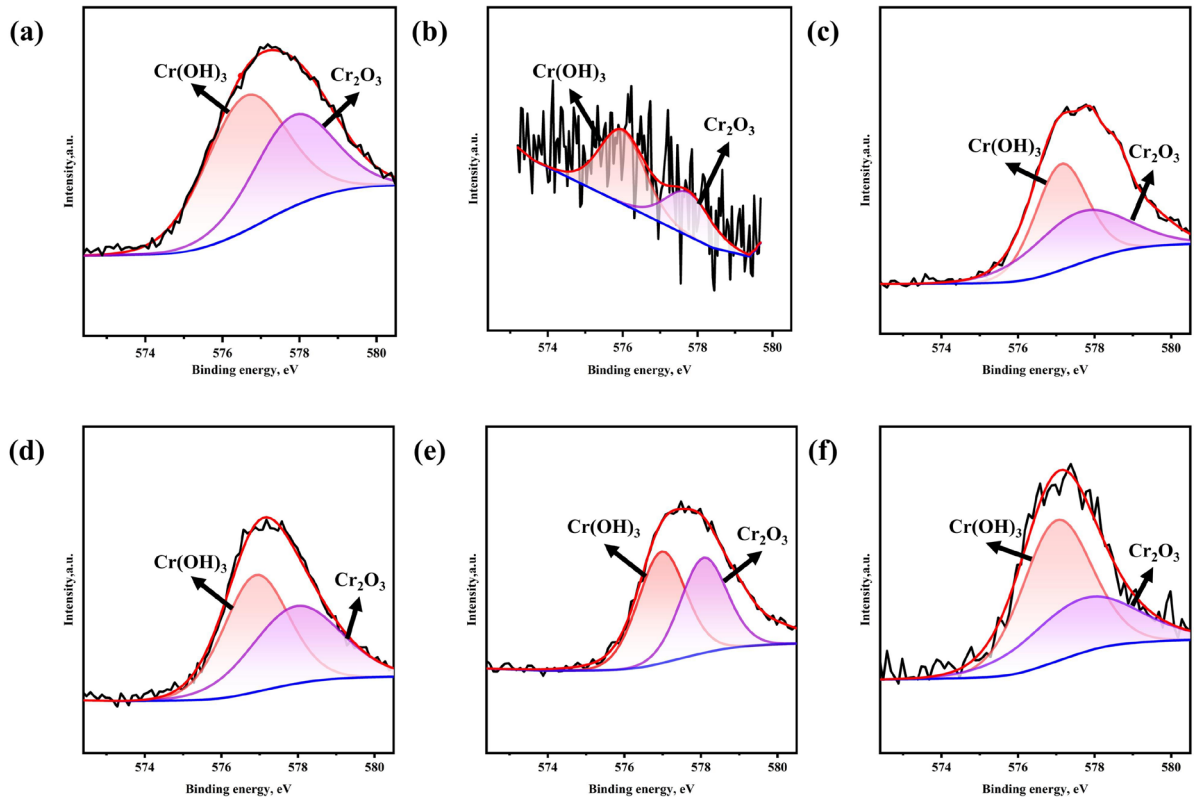 (a)
Cr(OH)₃
Cr₂O₃
Intensity,a.u.
574 576 578 580
Binding energy, eV
(b)
Cr(OH)₃
Cr₂O₃
Intensity,a.u.
574 576 578 580
Binding energy, eV
(c)
Cr(OH)₃
Cr₂O₃
Intensity,a.u.
574 576 578 580
Binding energy, eV
(d)
Cr(OH)₃
Cr₂O₃
Intensity,a.u.
574 576 578 580
Binding energy, eV
(e)
Cr(OH)₃
Cr₂O₃
Intensity,a.u.
574 576 578 580
Binding energy, eV
(f)
Cr(OH)₃
Cr₂O₃
Intensity,a.u.
574 576 578 580
Binding energy, eV